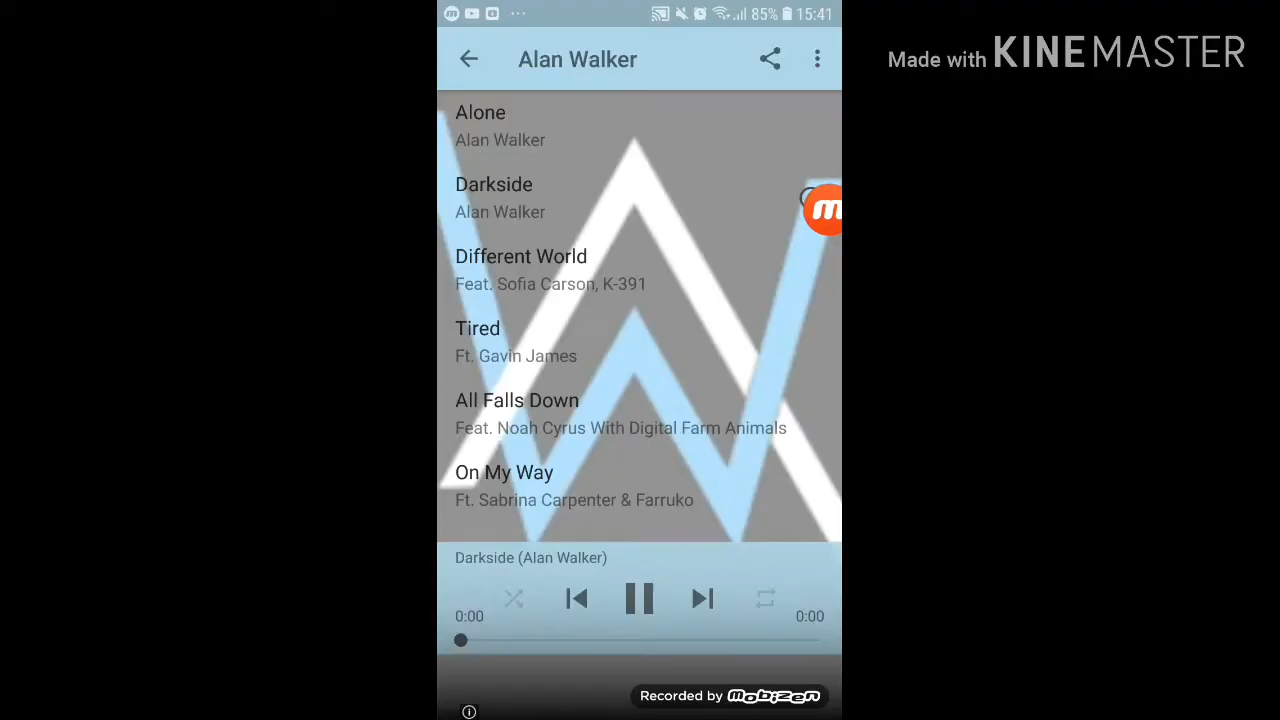 85% 15:41
Made with KINEMASTER
Alan Walker
Alone
Alan Walker
Darkside
Alan Walker
Different World
Feat. Sofia Carson, K-391
Tired
Ft. Gavin James
All Falls Down
Feat. Noah Cyrus With Digital Farm Animals
On My Way
Ft. Sabrina Carpenter & Farruko
Darkside (Alan Walker)
0:00 0:00
Recorded by mobizen